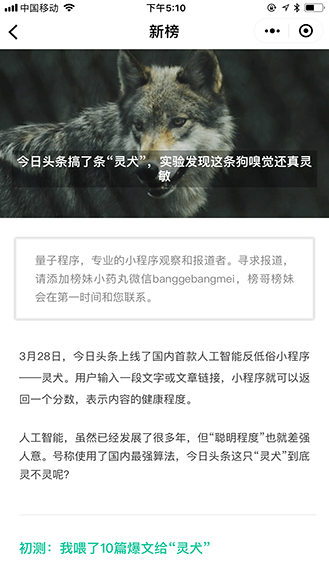 中国移动 下午5:10
新榜
今日头条搞了条“灵犬”，实验发现这条狗嗅觉还真灵
敏
量子程序，专业的小程序观察和报道者。寻求报道，
请添加榜妹小药丸微信banggebangmei，榜哥榜妹
会在第一时间和您联系。
3月28日，今日头条上线了国内首款人工智能反低俗小程序
——灵犬。用户输入一段文字或文章链接，小程序就可以返
回一个分数，表示内容的健康程度。
人工智能，虽然已经发展了很多年，但“聪明程度”也就差强
人意。号称使用了国内最强算法，今日头条这只“灵犬”到底
灵不灵呢?
初测：我喂了10篇爆文给“灵犬”